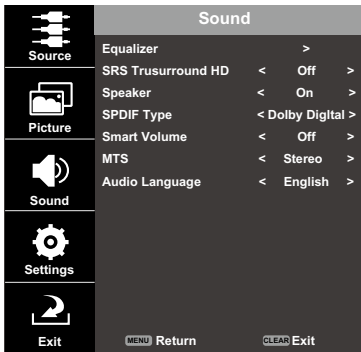 Sound
Source
Picture
Sound
Settings
Exit
Equalizer >
SRS Trusurround HD < Off >
Speaker < On >
SPDIF Type < Dolby Digltal >
Smart Volume < Off >
MTS < Stereo >
Audio Language < English >
MENU Return CLEAR Exit